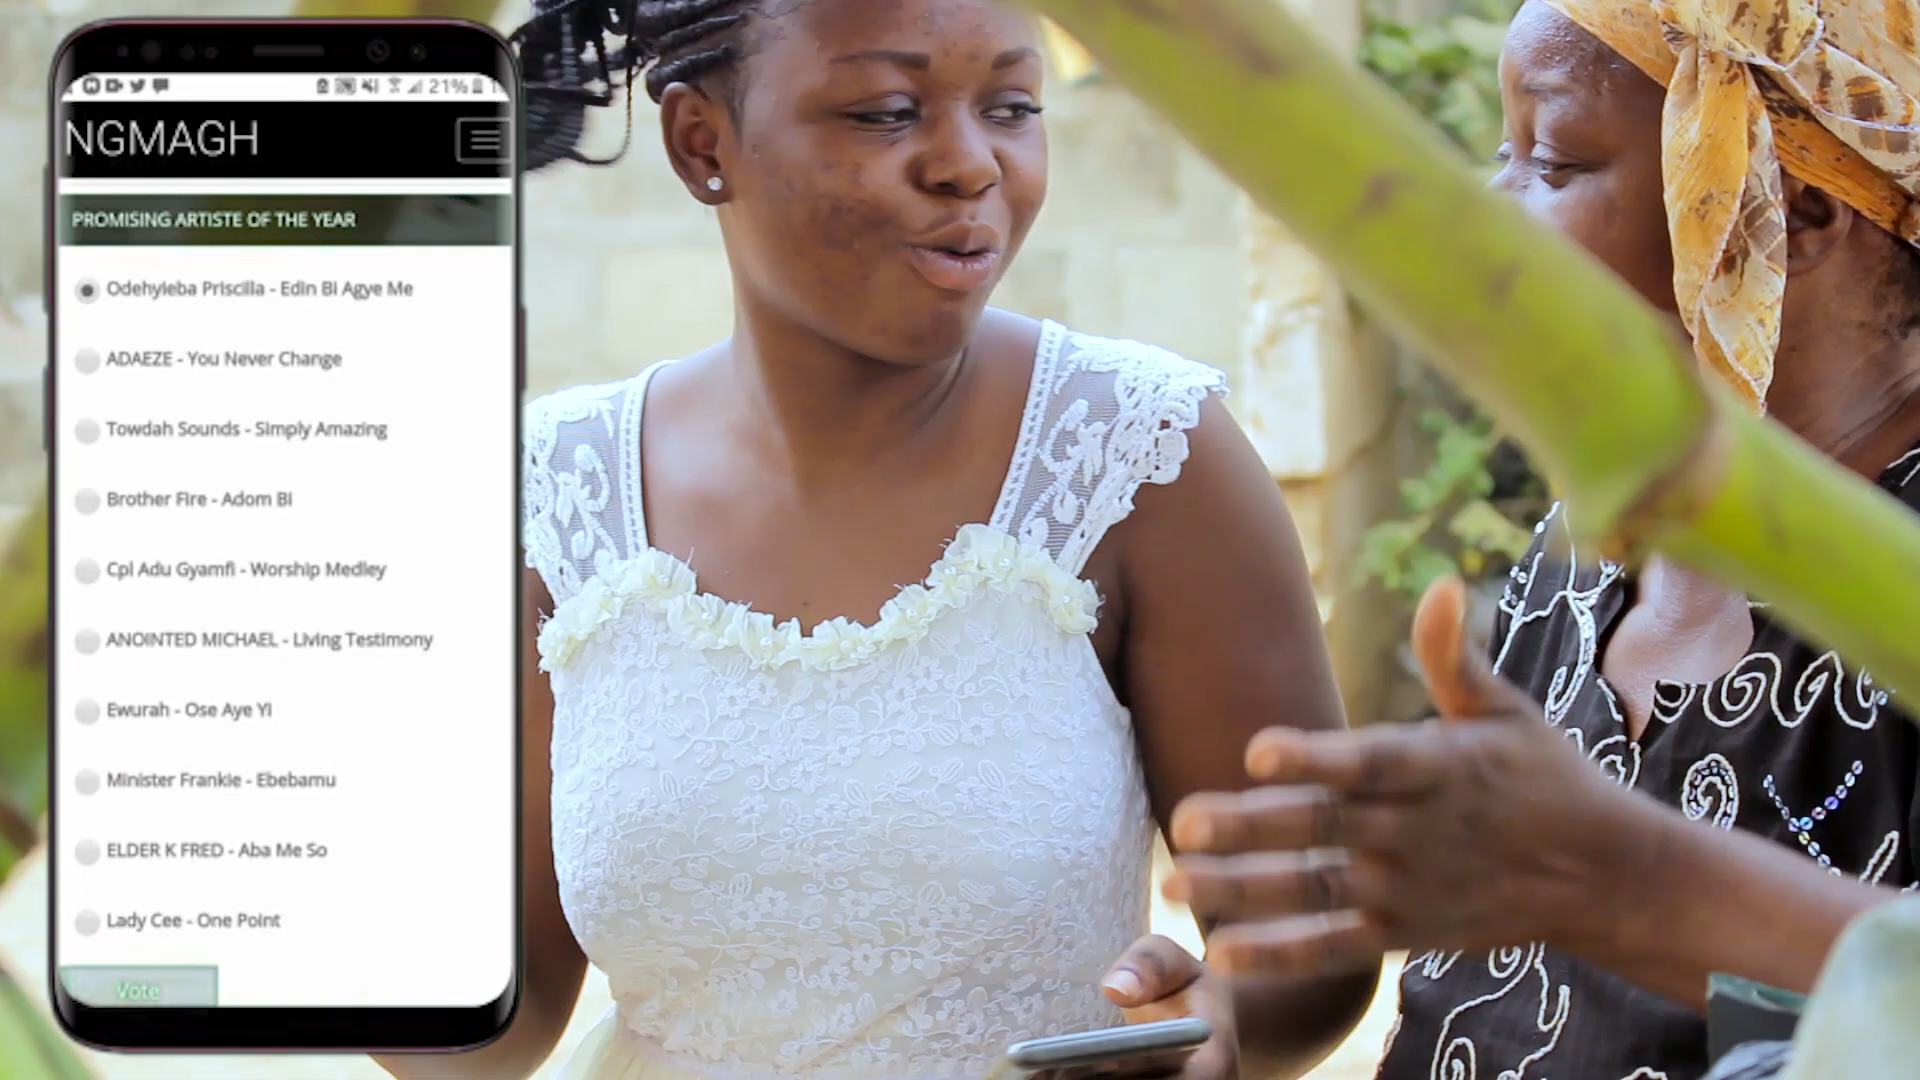 21%
NGMAGH
PROMISING ARTISTE OF THE YEAR
Odehyieba Priscilla - Edin Bi Agye Me
ADAEZE - You Never Change
Towdah Sounds - Simply Amazing
Brother Fire - Adom Bi
Cpl Adu Gyamfi - Worship Medley
ANOINTED MICHAEL - Living Testimony
Ewurah - Ose Aye Yi
Minister Frankie - Ebebamu
ELDER K FRED - Aba Me So
Lady Cee - One Point
Vote